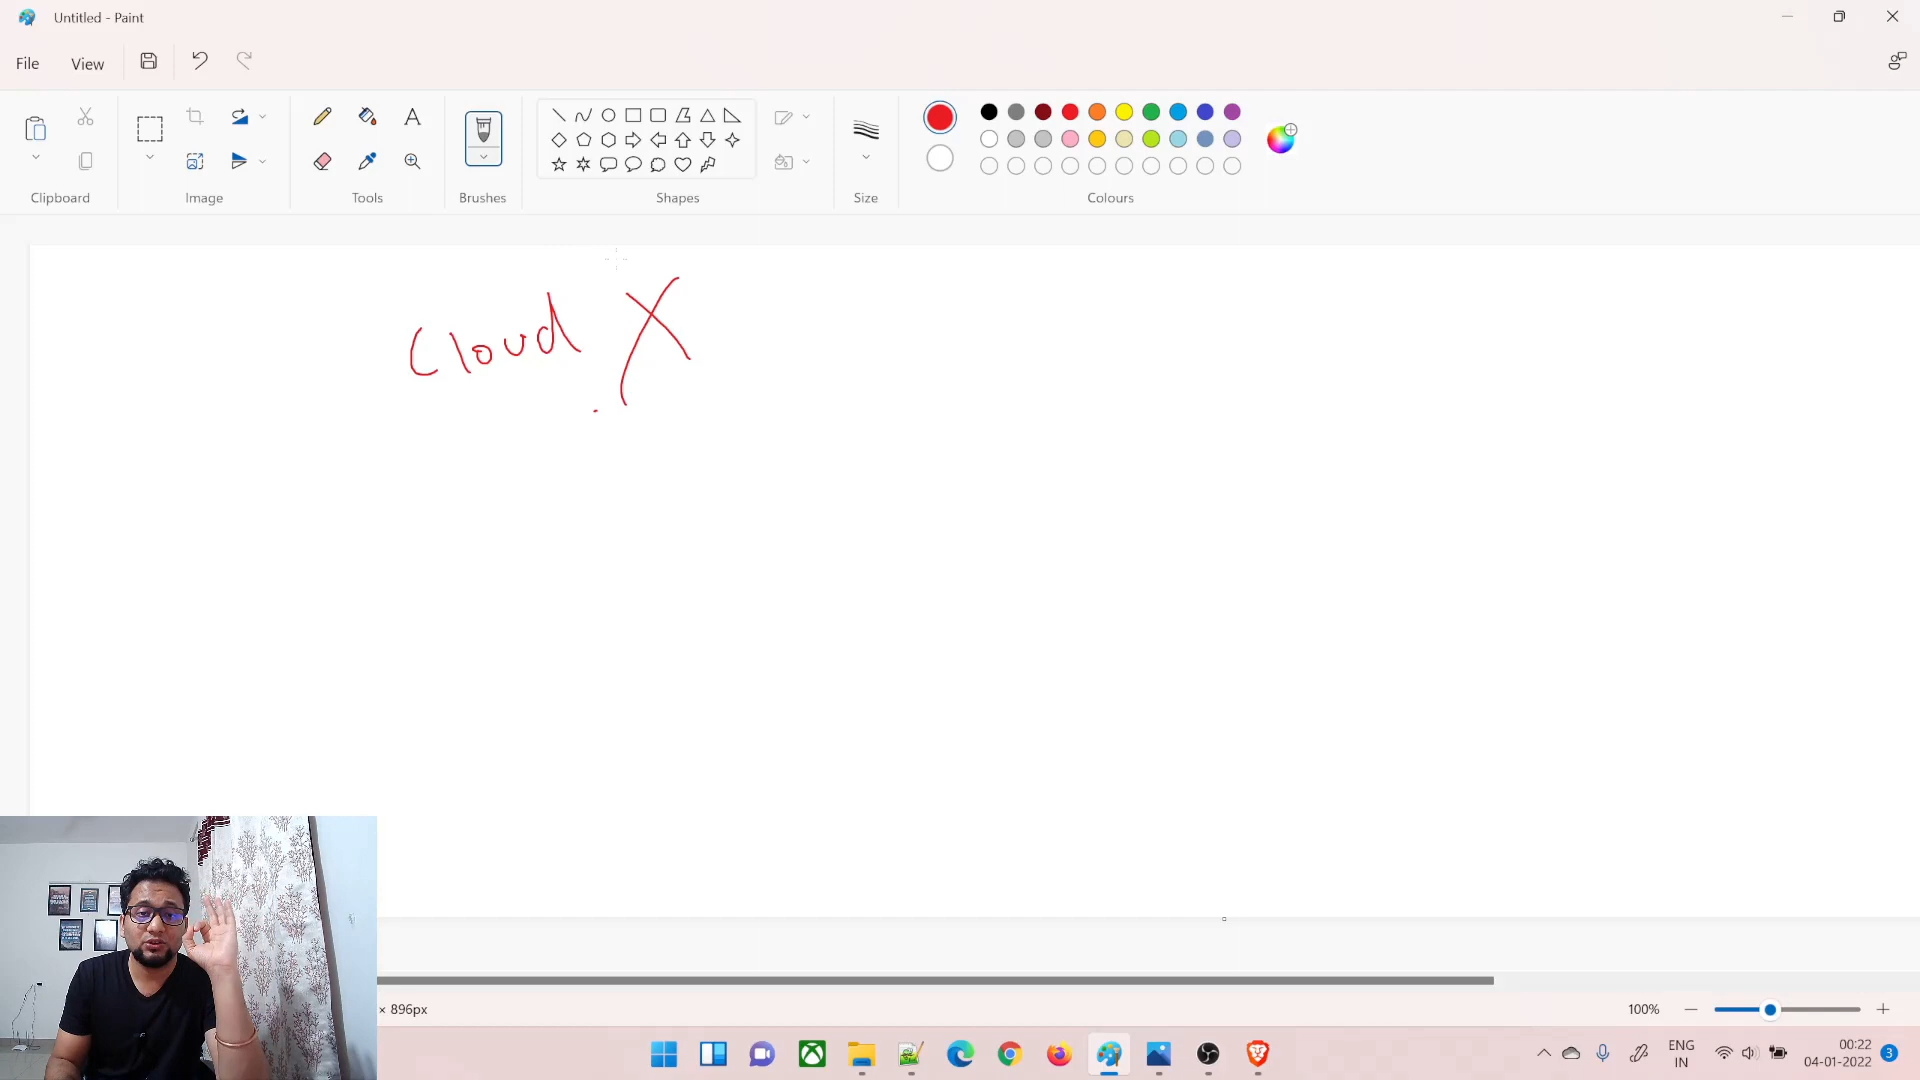 Untitled - Paint
File View
Clipboard
Image
Tools
Brushes
Shapes
Size
Colours
Cloud X
× 896px
100%
ENG
IN
00:22
04-01-2022
3